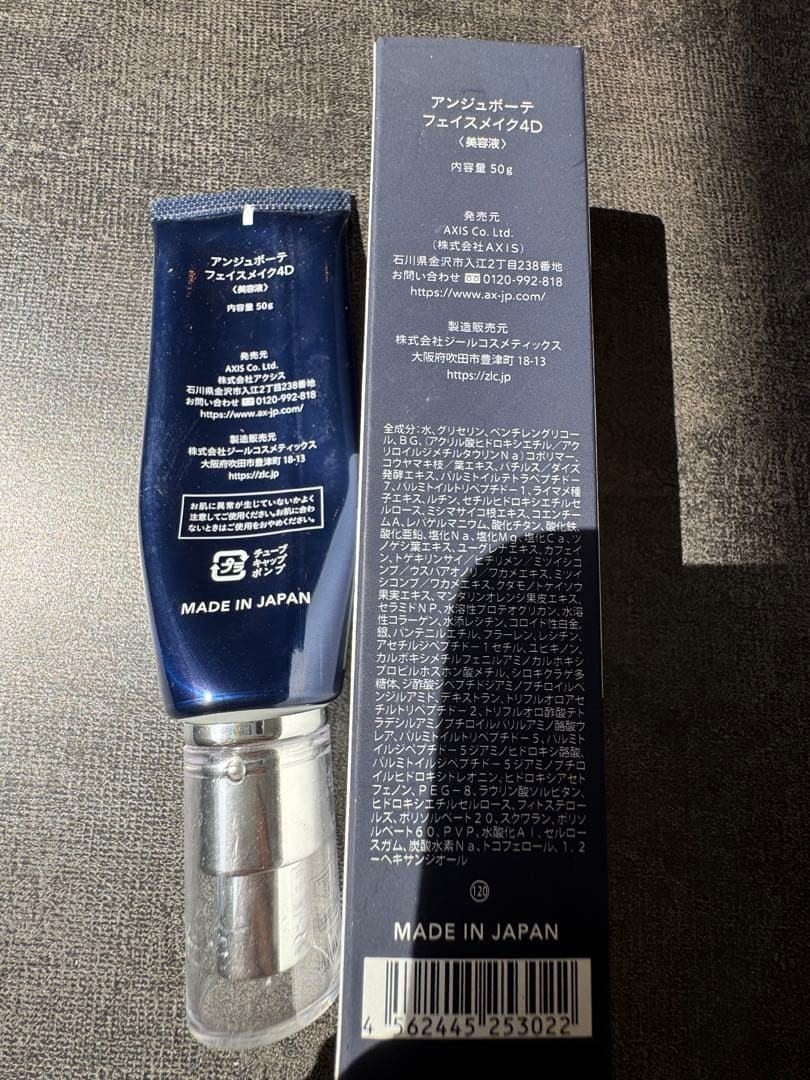 アンジュボーテ
フェイスメイク4D
〈美容液〉
内容量 50g
発売元
AXIS Co. Ltd.
株式会社アクシス
石川県金沢市入江2丁目238番地
お問い合わせ 0120-992-818
https://www.ax-jp.com/
製造販売元
株式会社ジールコスメティックス
大阪府吹田市豊津町 18-13
https://zlc.jp
お肌に異常が生じていないかよく
注意してご使用ください。お肌に合わ
ないときはご使用をおやめください。
プラ
チューブ
キャップ
ポンプ
MADE IN JAPAN
アンジュボーテ
フェイスメイク4D
〈美容液〉
内容量 50g
発売元
AXIS Co. Ltd.
(株式会社AXIS)
石川県金沢市入江2丁目238番地
お問い合わせ 0120-992-818
https://www.ax-jp.com/
製造販売元
株式会社ジールコスメティックス
大阪府吹田市豊津町 18-13
https://zlc.jp
全成分:水、グリセリン、ペンチレングリコー
ル、BG、(アクリル酸ヒドロキシエチル/アク
リロイルジメチルタウリンNa)コポリマー、
コウヤマキ枝/葉エキス、バチルス/ダイズ
発酵エキス、パルミトイルテトラペプチドー
7、パルミトイルトリペプチドー1、ライマメ種
子エキス、ルチン、セチルヒドロキシエチルセ
ルロース、ミシマサイコ根エキス、コエンチー
ムA、レパゲルマニウム、酸化チタン、酸化鉄、
酸化亜鉛、塩化Na、塩化Mg、塩化Ca、ツ
ノゲシ葉エキス、ユーグレナエキス、カフェイ
ン、トゲキリンサイ/ヒヂリメン/ミツイシコ
ンブ/ウスバアオノリ/ワカメエキス、ミツイ
シコンブ/ワカメエキス、クダモノトケイソウ
果実エキス、マンダリンオレンジ果皮エキス、
セラミドNP、水溶性プロテオグリカン、水溶
性コラーゲン、水添レシチン、コロイド性白金、
銀、パンテニルエチル、フラーレン、レシチン、
アセチルジペプチドー1セチル、ユビキノン、
カルボキシメチルフェニルアミノカルボキシ
プロピルホスホン酸メチル、シロキクラゲ多
糖体、ジ酢酸ジペプチドジアミノブチロイルベ
ンジルアミド、デキストラン、トリフルオロアセ
チルトリペプチドー2、トリフルオロ酢酸テト
ラデシルアミノブチロイルバリルアミノ酪酸ウ
レア、パルミトイルトリペプチドー5、パルミト
イルジペプチドー5ジアミノヒドロキシ酪酸、
パルミトイルジペプチドー5ジアミノブチロ
イルヒドロキシトレオニン、ヒドロキシアセト
フェノン、PEG-8、ラウリン酸ソルビタン、
ヒドロキシエチルセルロース、フィトステロー
ルズ、ポリソルベート20、スクワラン、ポリソ
ルベート60、PVP、水酸化Al、セルロー
スガム、炭酸水素Na、トコフェロール、1,2
ーヘキサンジオール
120
MADE IN JAPAN
4 562445 253022